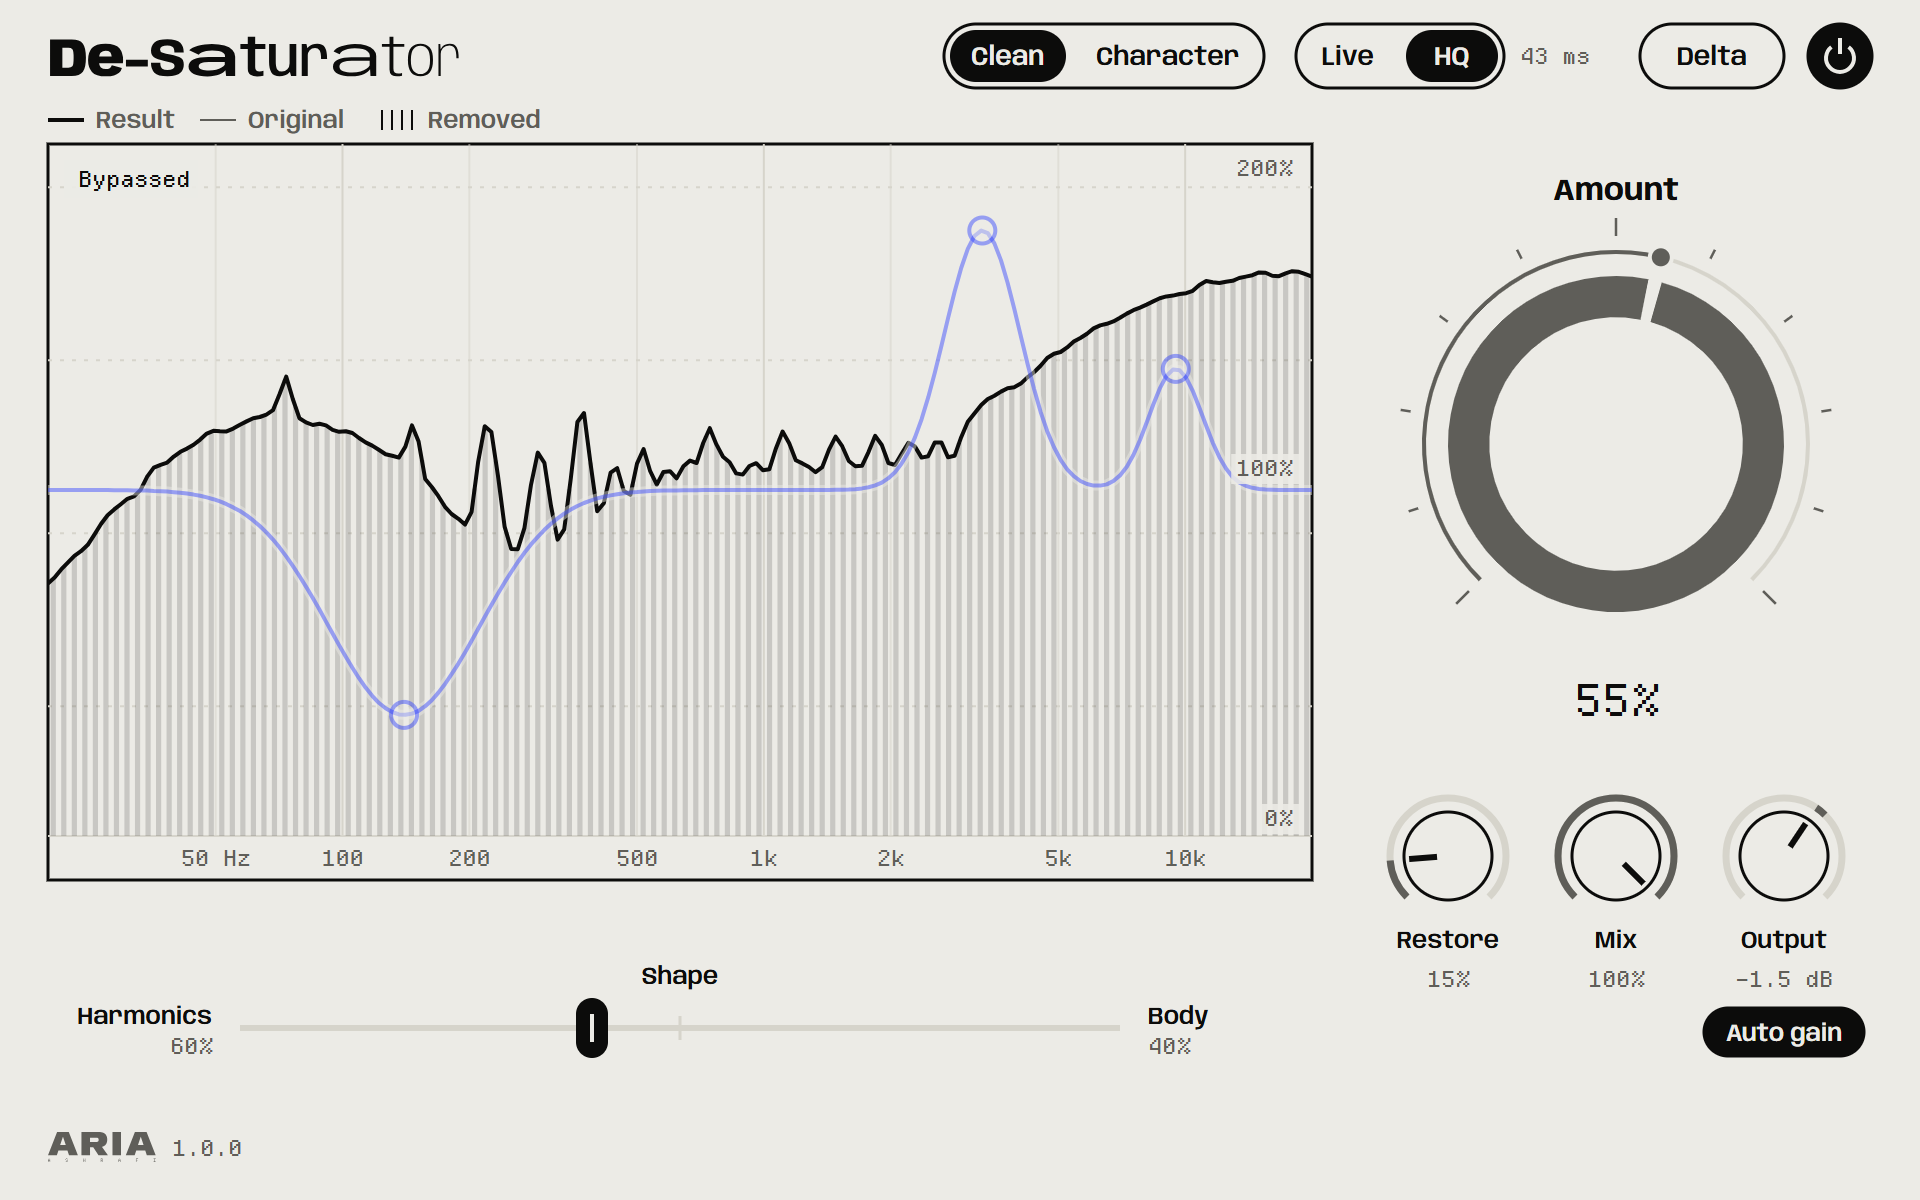 De-Saturator
Clean Character Live HQ 43 ms Delta
Result Original Removed
Bypassed
200%
100%
0%
50 Hz 100 200 500 1k 2k 5k 10k
Amount
55%
Restore Mix Output
15% 100% -1.5 dB
Auto gain
Shape
Harmonics Body
60% 40%
ARIA 1.0.0